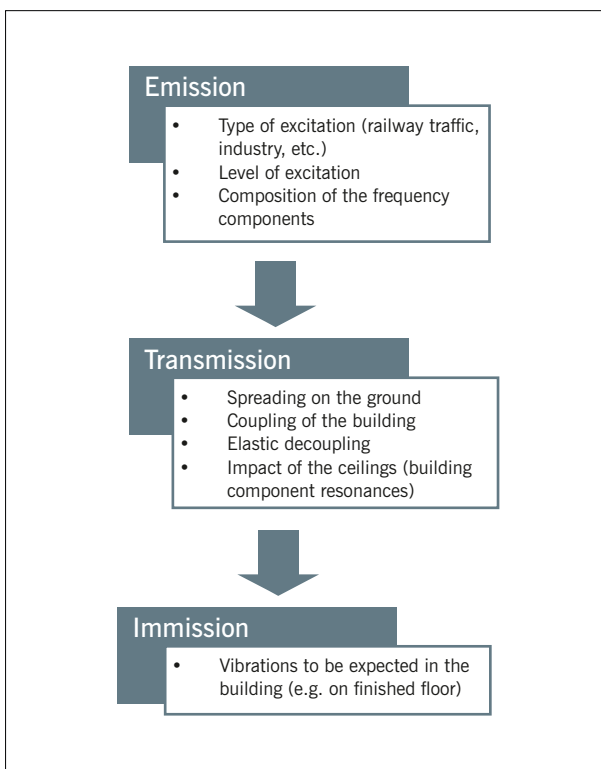 Emission
• Type of excitation (railway traffic,
industry, etc.)
• Level of excitation
• Composition of the frequency
components
Transmission
• Spreading on the ground
• Coupling of the building
• Elastic decoupling
• Impact of the ceilings (building
component resonances)
Immission
• Vibrations to be expected in the
building (e.g. on finished floor)